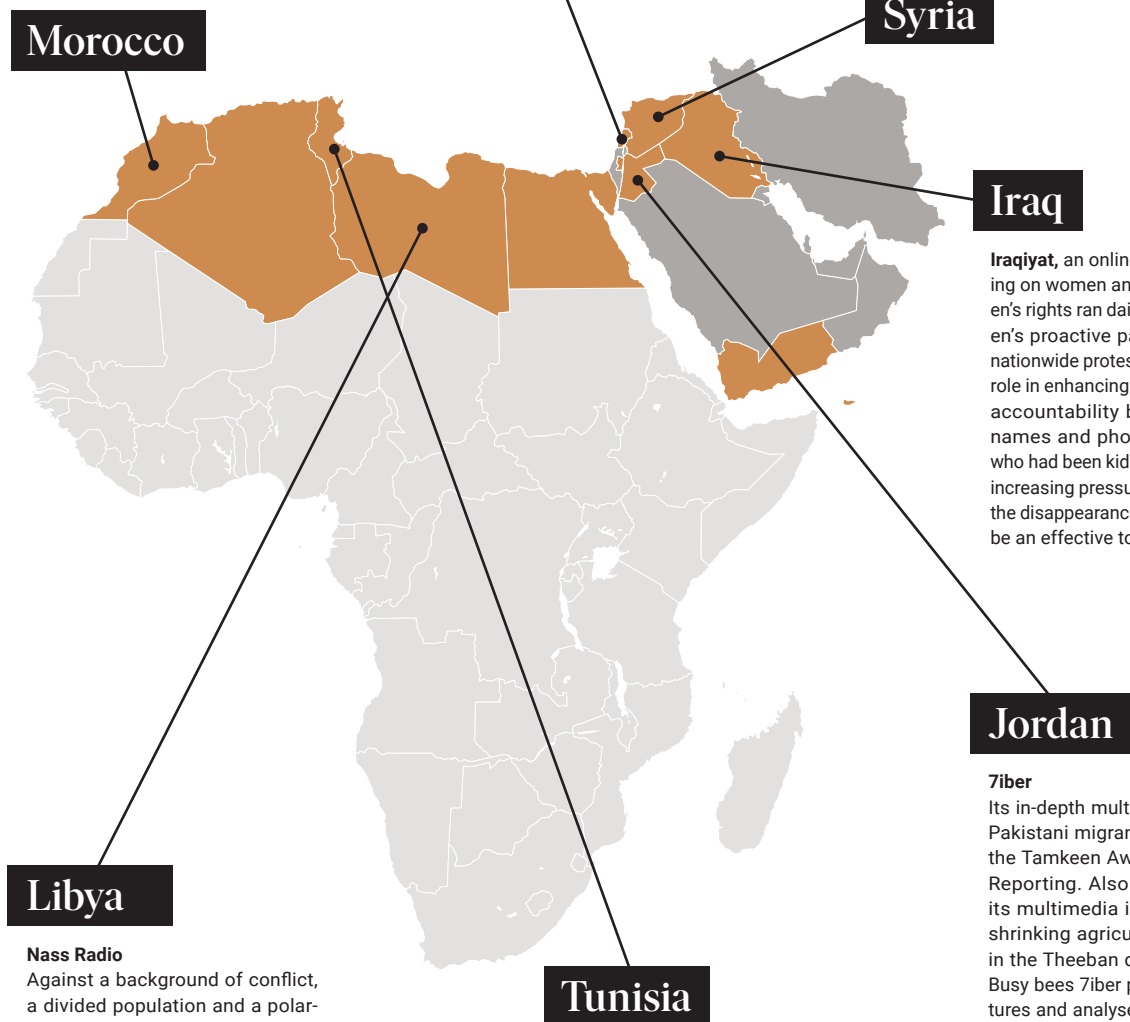 Morocco
Syria
Iraq
Iraqiyat, an online
ing on women an
en's rights ran dai
en's proactive pa
nationwide protes
role in enhancing
accountability b
names and pho
who had been kid
increasing pressu
the disappearanc
be an effective to
Jordan
7iber
Its in-depth mult
Pakistani migran
the Tamkeen Aw
Reporting. Also
its multimedia i
shrinking agricu
in the Theeban d
Busy bees 7iber p
tures and analyse
Libya
Nass Radio
Against a background of conflict,
a divided population and a polar-
Tunisia